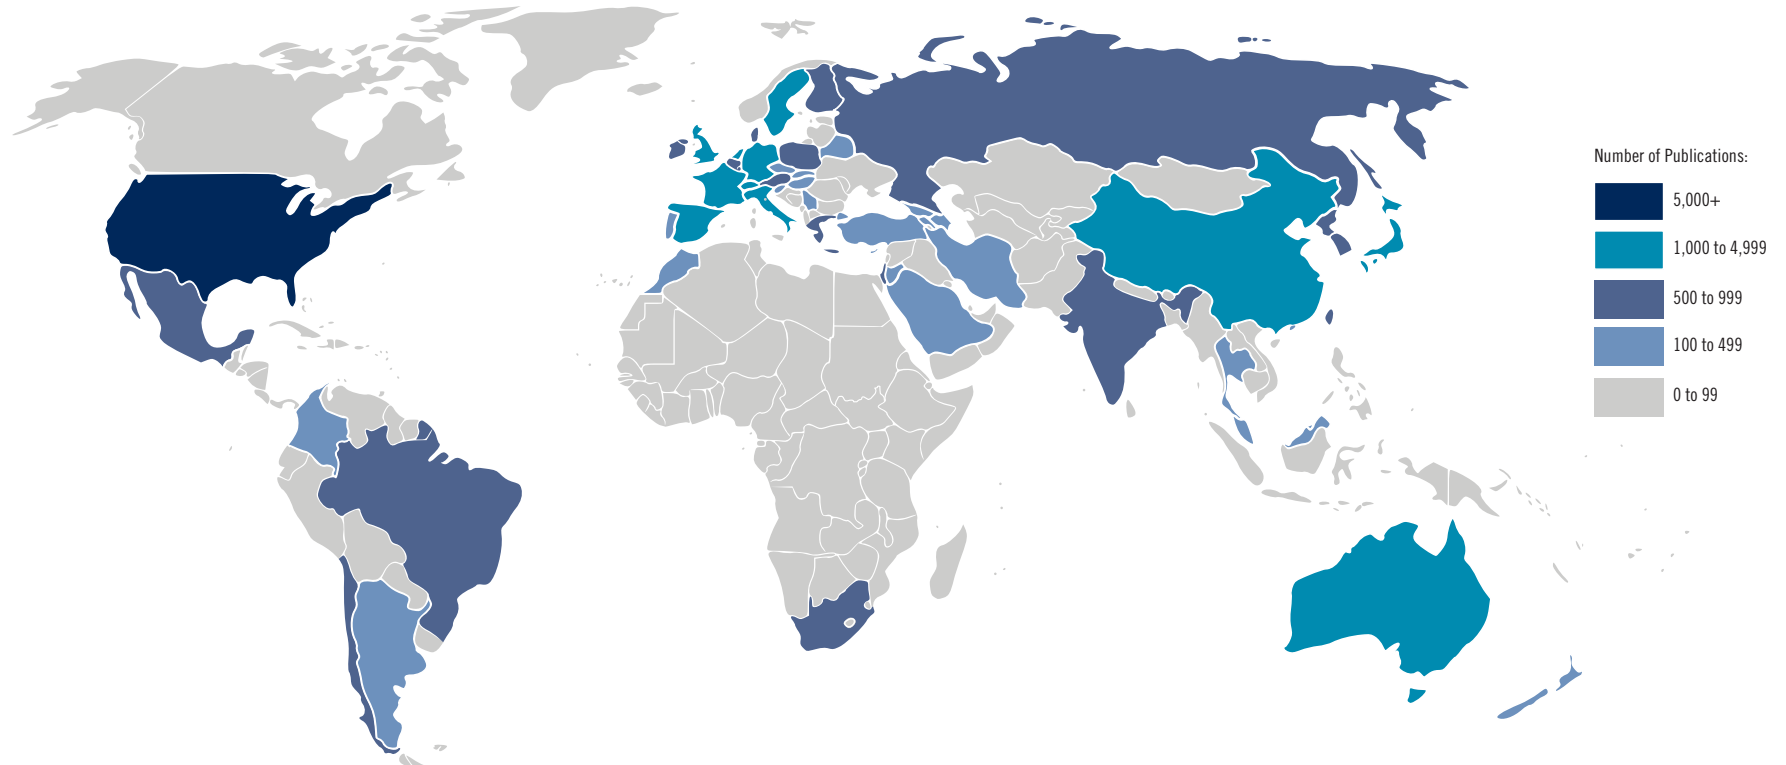 Number of Publications:
5,000+
1,000 to 4,999
500 to 999
100 to 499
0 to 99